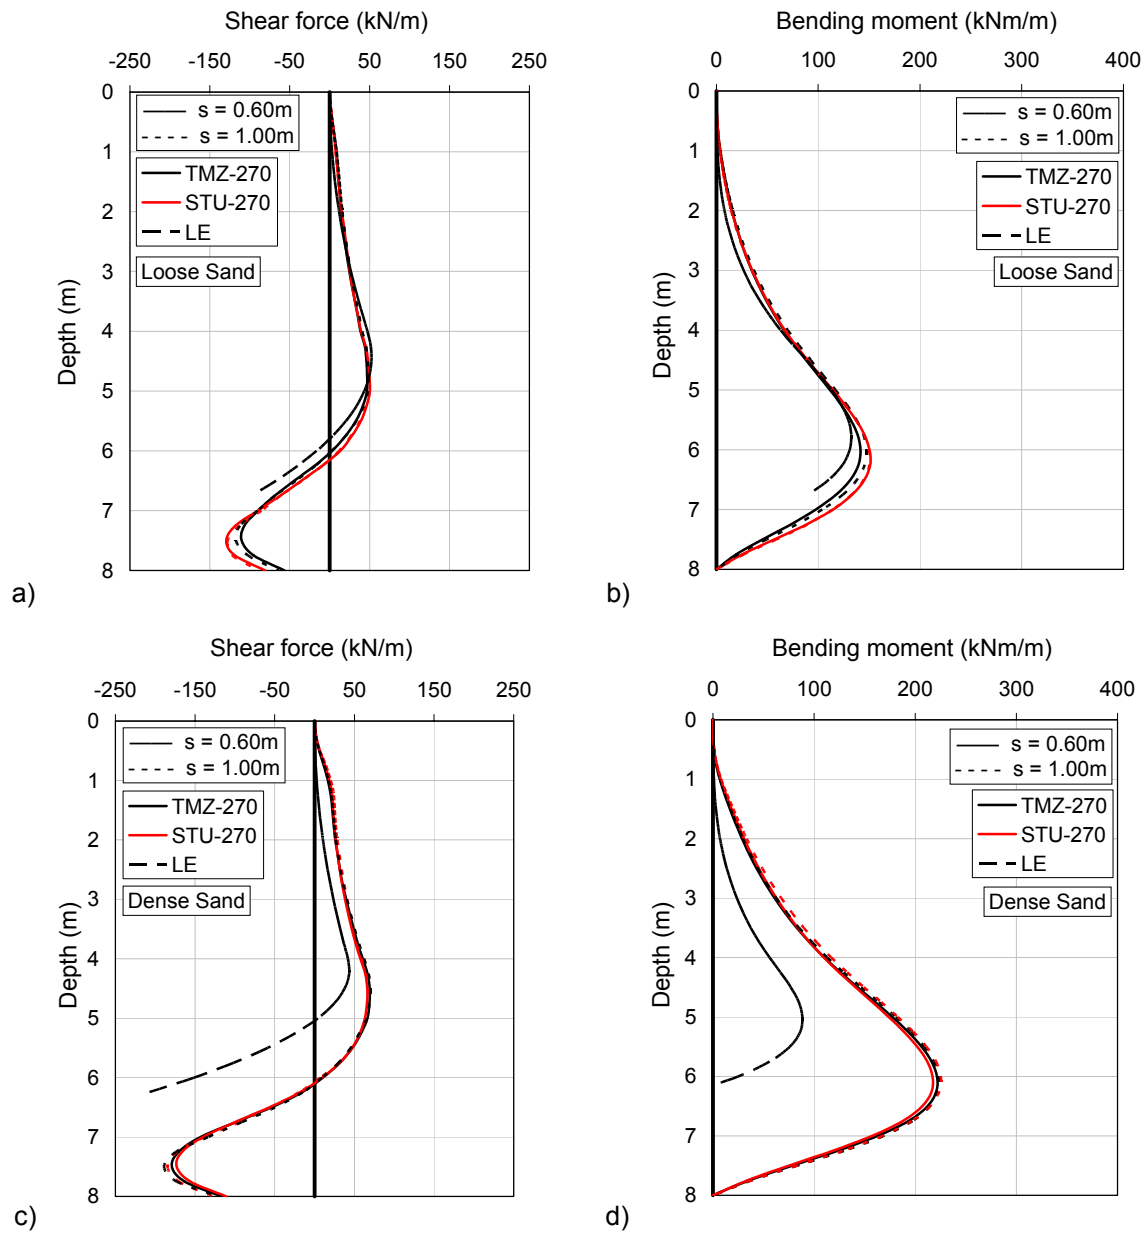 Shear force (kN/m)
-250 -150 -50 50 150 250
0
1
2
3
4
5
6
7
8
Depth (m)
s = 0.60m
s = 1.00m
TMZ-270
STU-270
LE
Loose Sand
a)
Bending moment (kNm/m)
0 100 200 300 400
0
1
2
3
4
5
6
7
8
Depth (m)
s = 0.60m
s = 1.00m
TMZ-270
STU-270
LE
Loose Sand
b)
Shear force (kN/m)
-250 -150 -50 50 150 250
0
1
2
3
4
5
6
7
8
Depth (m)
s = 0.60m
s = 1.00m
TMZ-270
STU-270
LE
Dense Sand
c)
Bending moment (kNm/m)
0 100 200 300 400
0
1
2
3
4
5
6
7
8
Depth (m)
s = 0.60m
s = 1.00m
TMZ-270
STU-270
LE
Dense Sand
d)